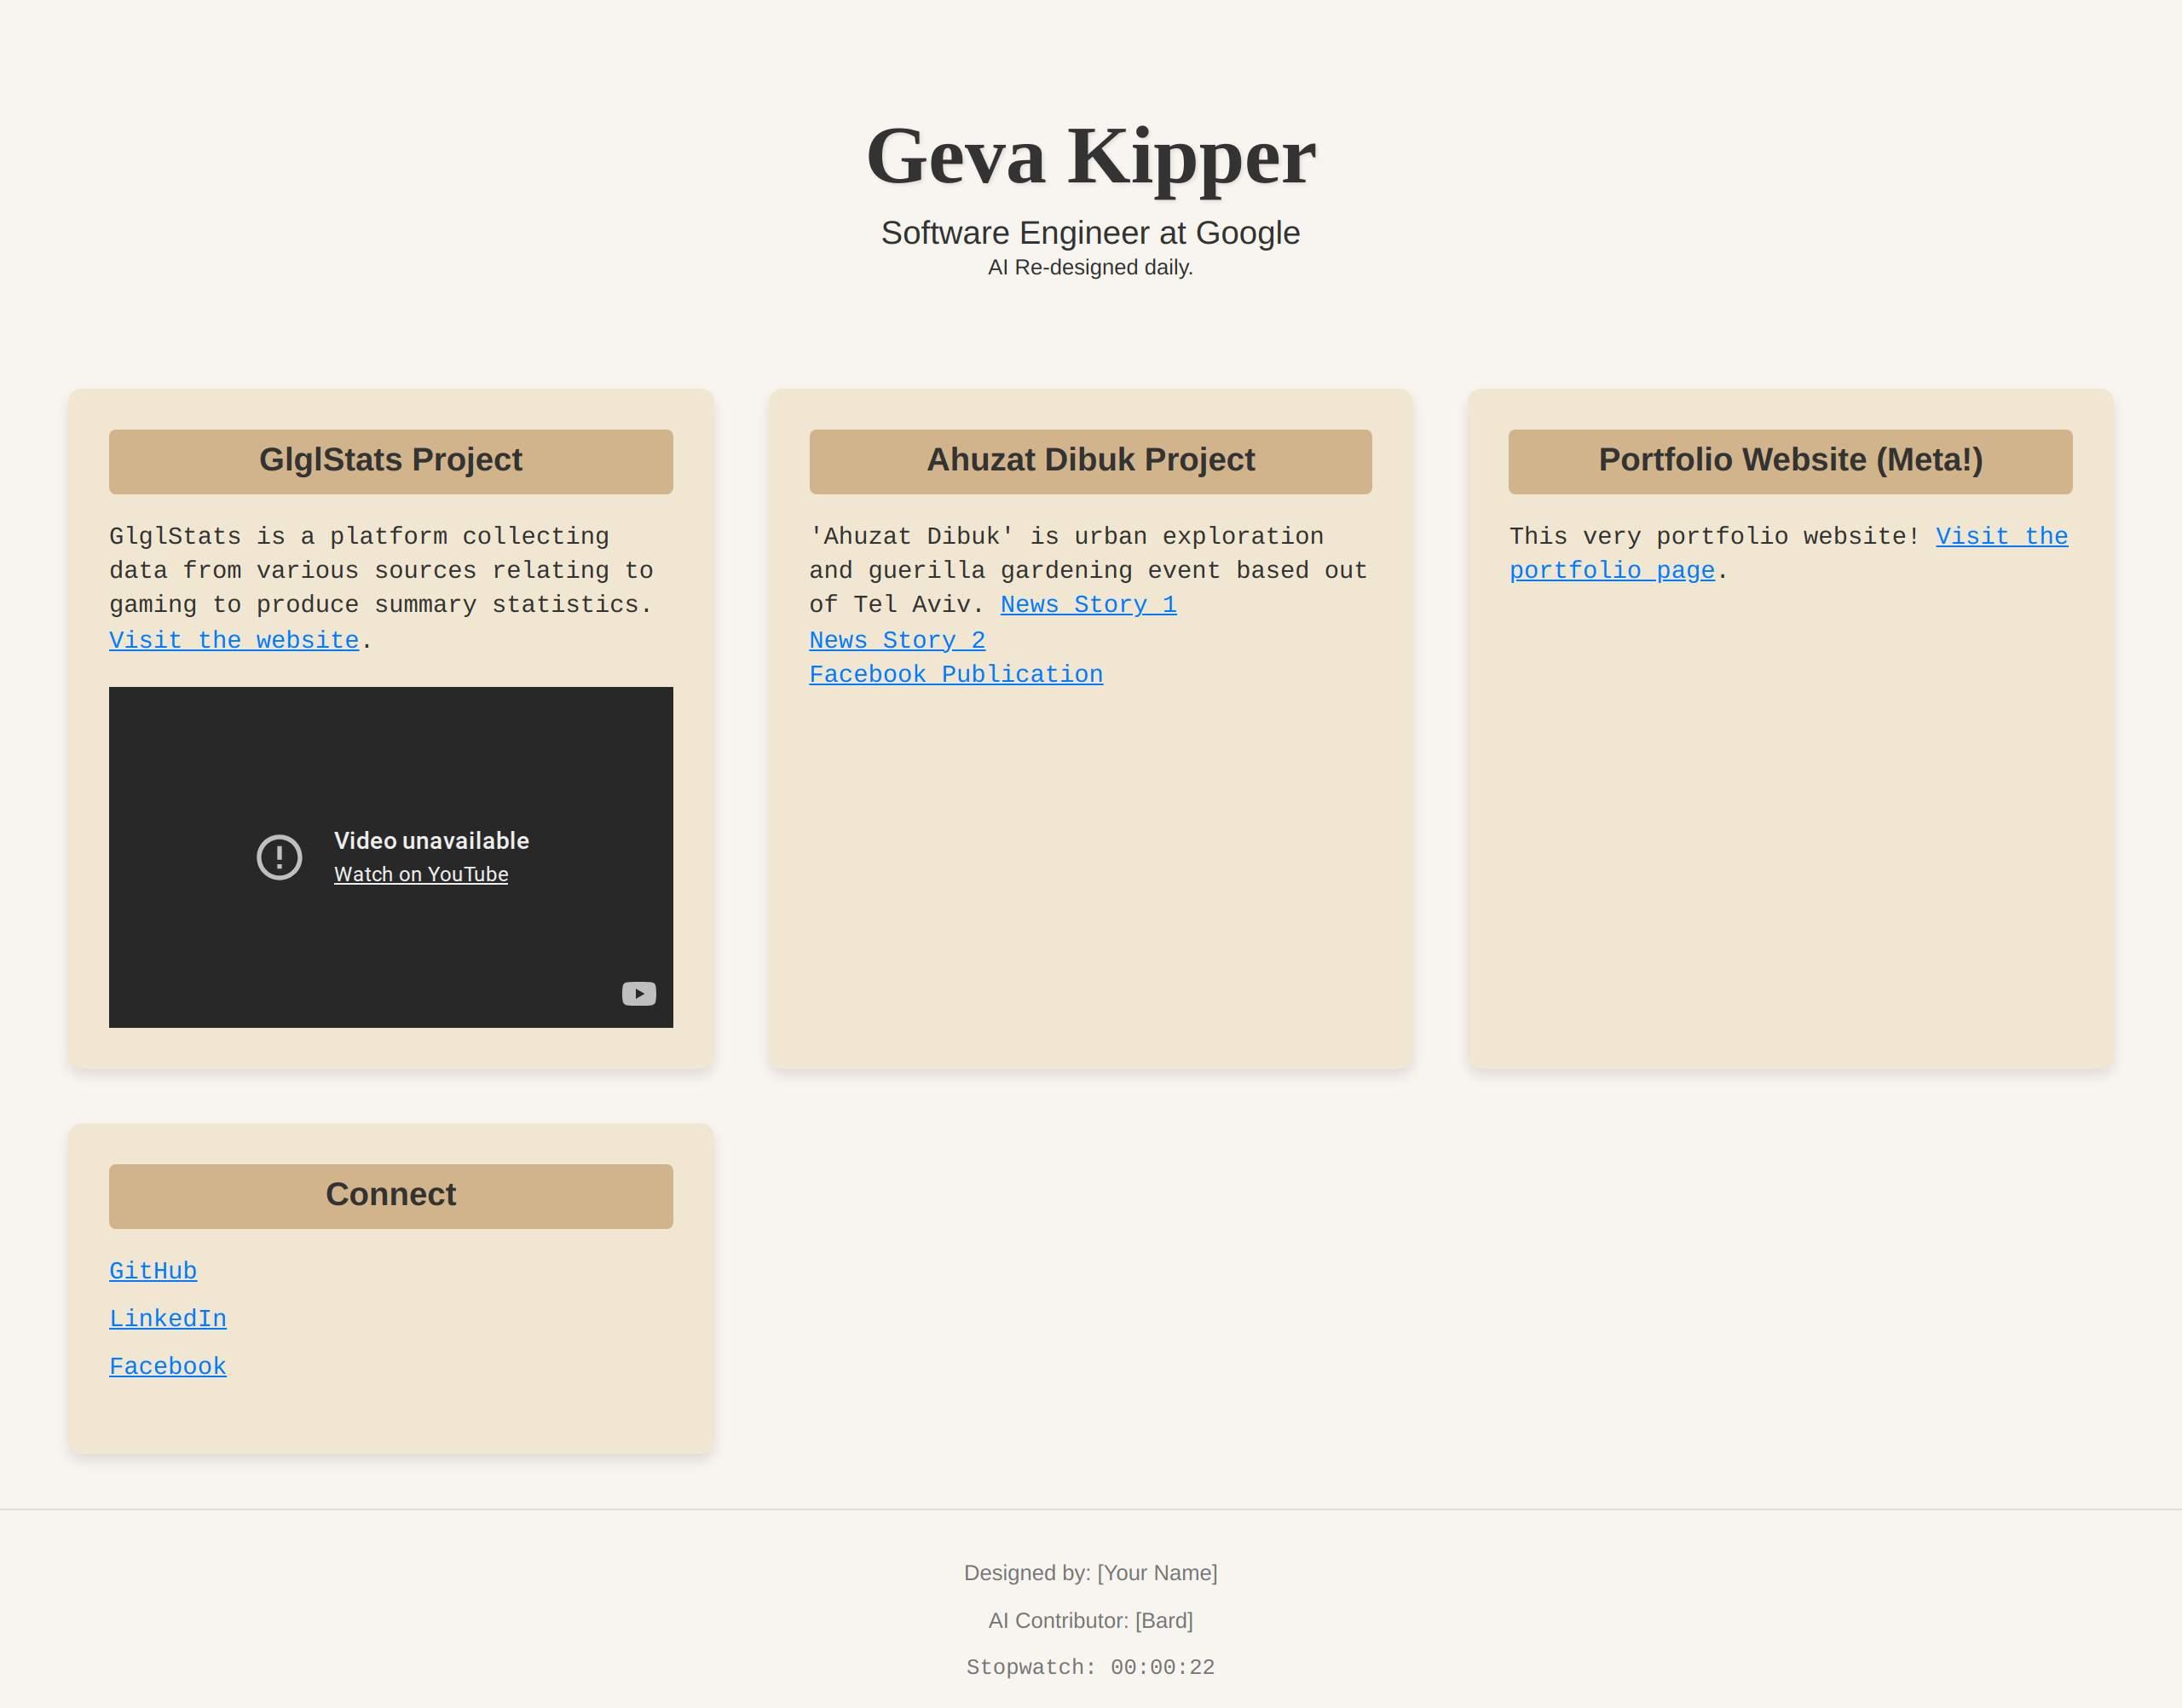 Geva Kipper
Software Engineer at Google
AI Re-designed daily.
GlglStats Project
GlglStats is a platform collecting
data from various sources relating to
gaming to produce summary statistics.
Visit the website.
Video unavailable
Watch on YouTube
Ahuzat Dibuk Project
'Ahuzat Dibuk' is urban exploration
and guerilla gardening event based out
of Tel Aviv. News Story 1
News Story 2
Facebook Publication
Portfolio Website (Meta!)
This very portfolio website! Visit the
portfolio page.
Connect
GitHub
LinkedIn
Facebook
Designed by: [Your Name]
AI Contributor: [Bard]
Stopwatch: 00:00:22